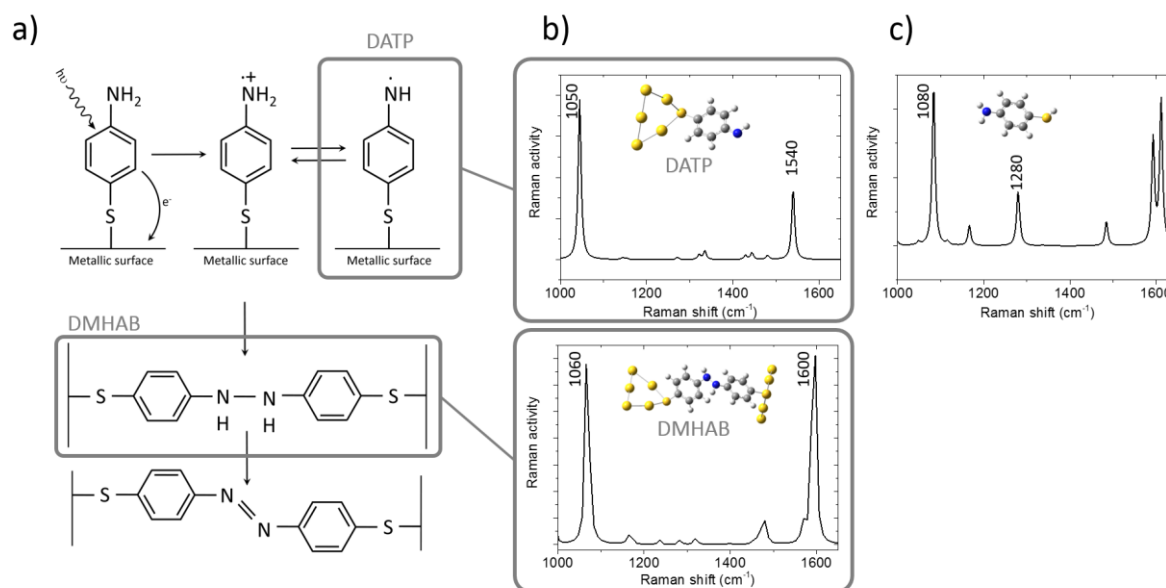 a)
DATP
hυ
NH2
·+
NH2
·
NH
S
e-
S
S
Metallic surface
Metallic surface
Metallic surface
DMHAB
S
N
N
S
H
H
S
N
N
S
b)
1050
1540
DATP
Raman activity
1000 1200 1400 1600
Raman shift (cm-1)
1060
1600
DMHAB
Raman activity
1000 1200 1400 1600
Raman shift (cm-1)
c)
1080
1280
Raman activity
1000 1200 1400 1600
Raman shift (cm-1)